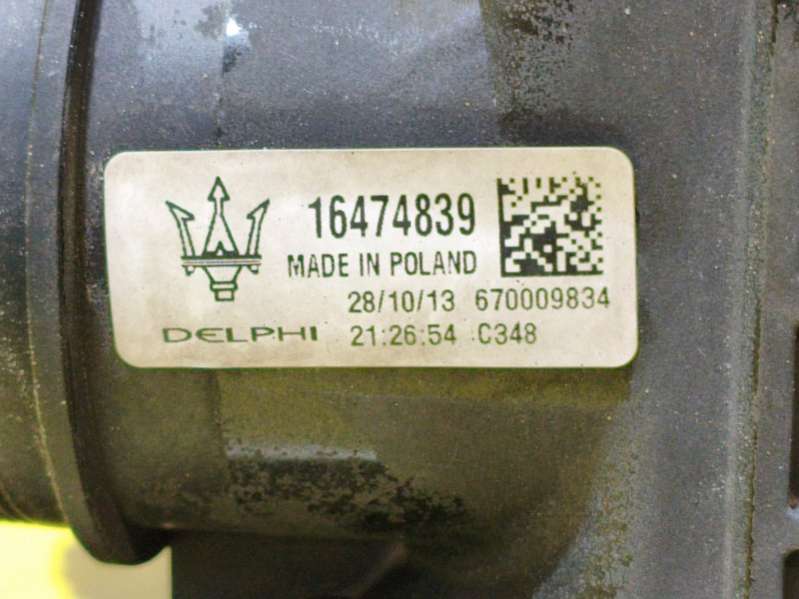 16474839
MADE IN POLAND
28/10/13 670009834
DELPHI 21:26:54 C348